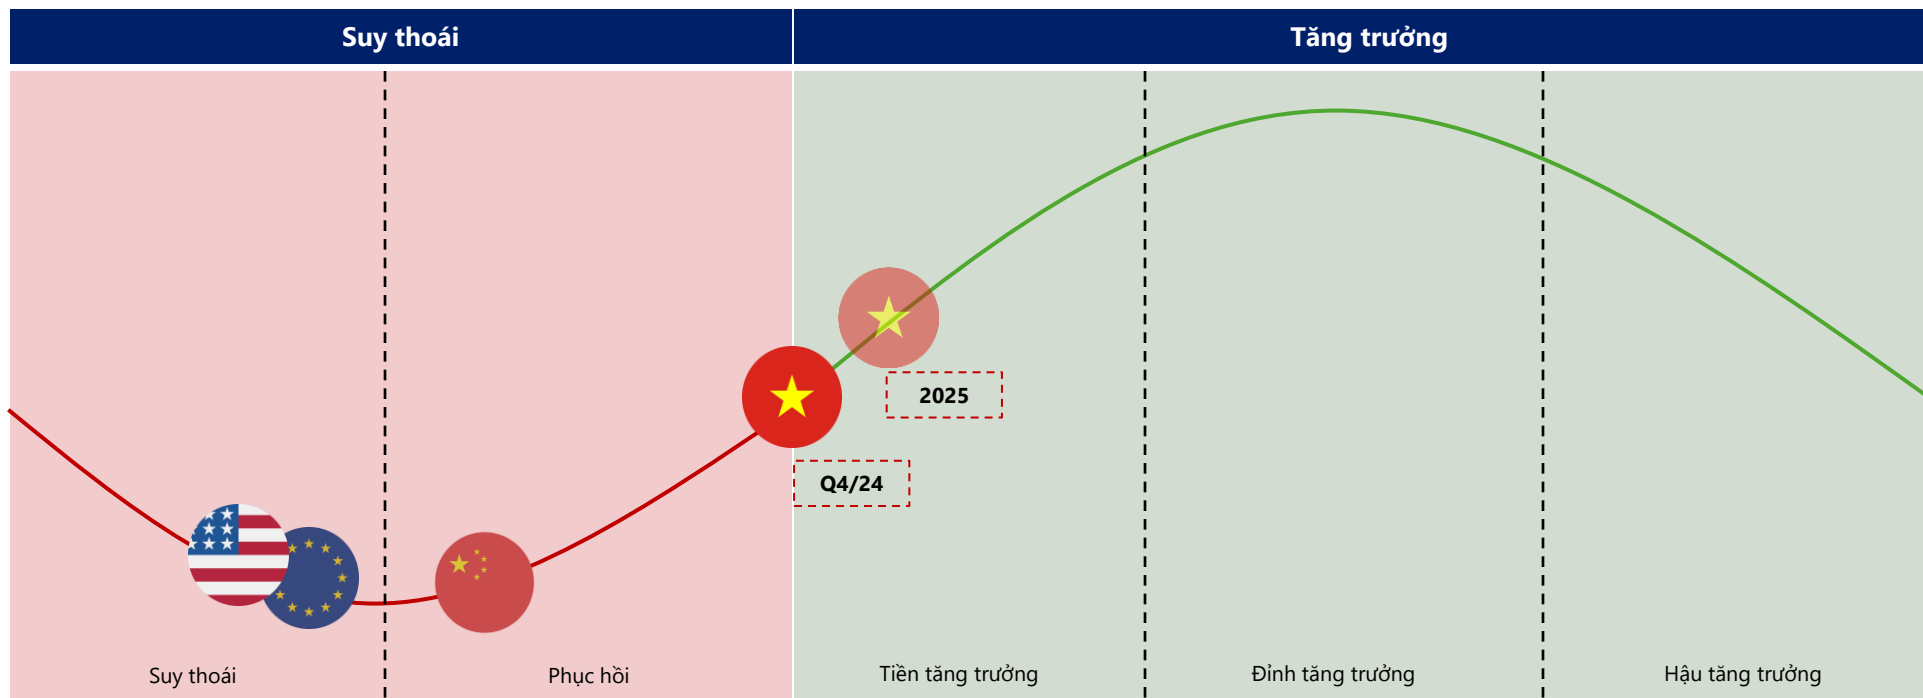 Suy thoái
Tăng trưởng
2025
Q4/24
Suy thoái
Phục hồi
Tiền tăng trưởng
Đỉnh tăng trưởng
Hậu tăng trưởng